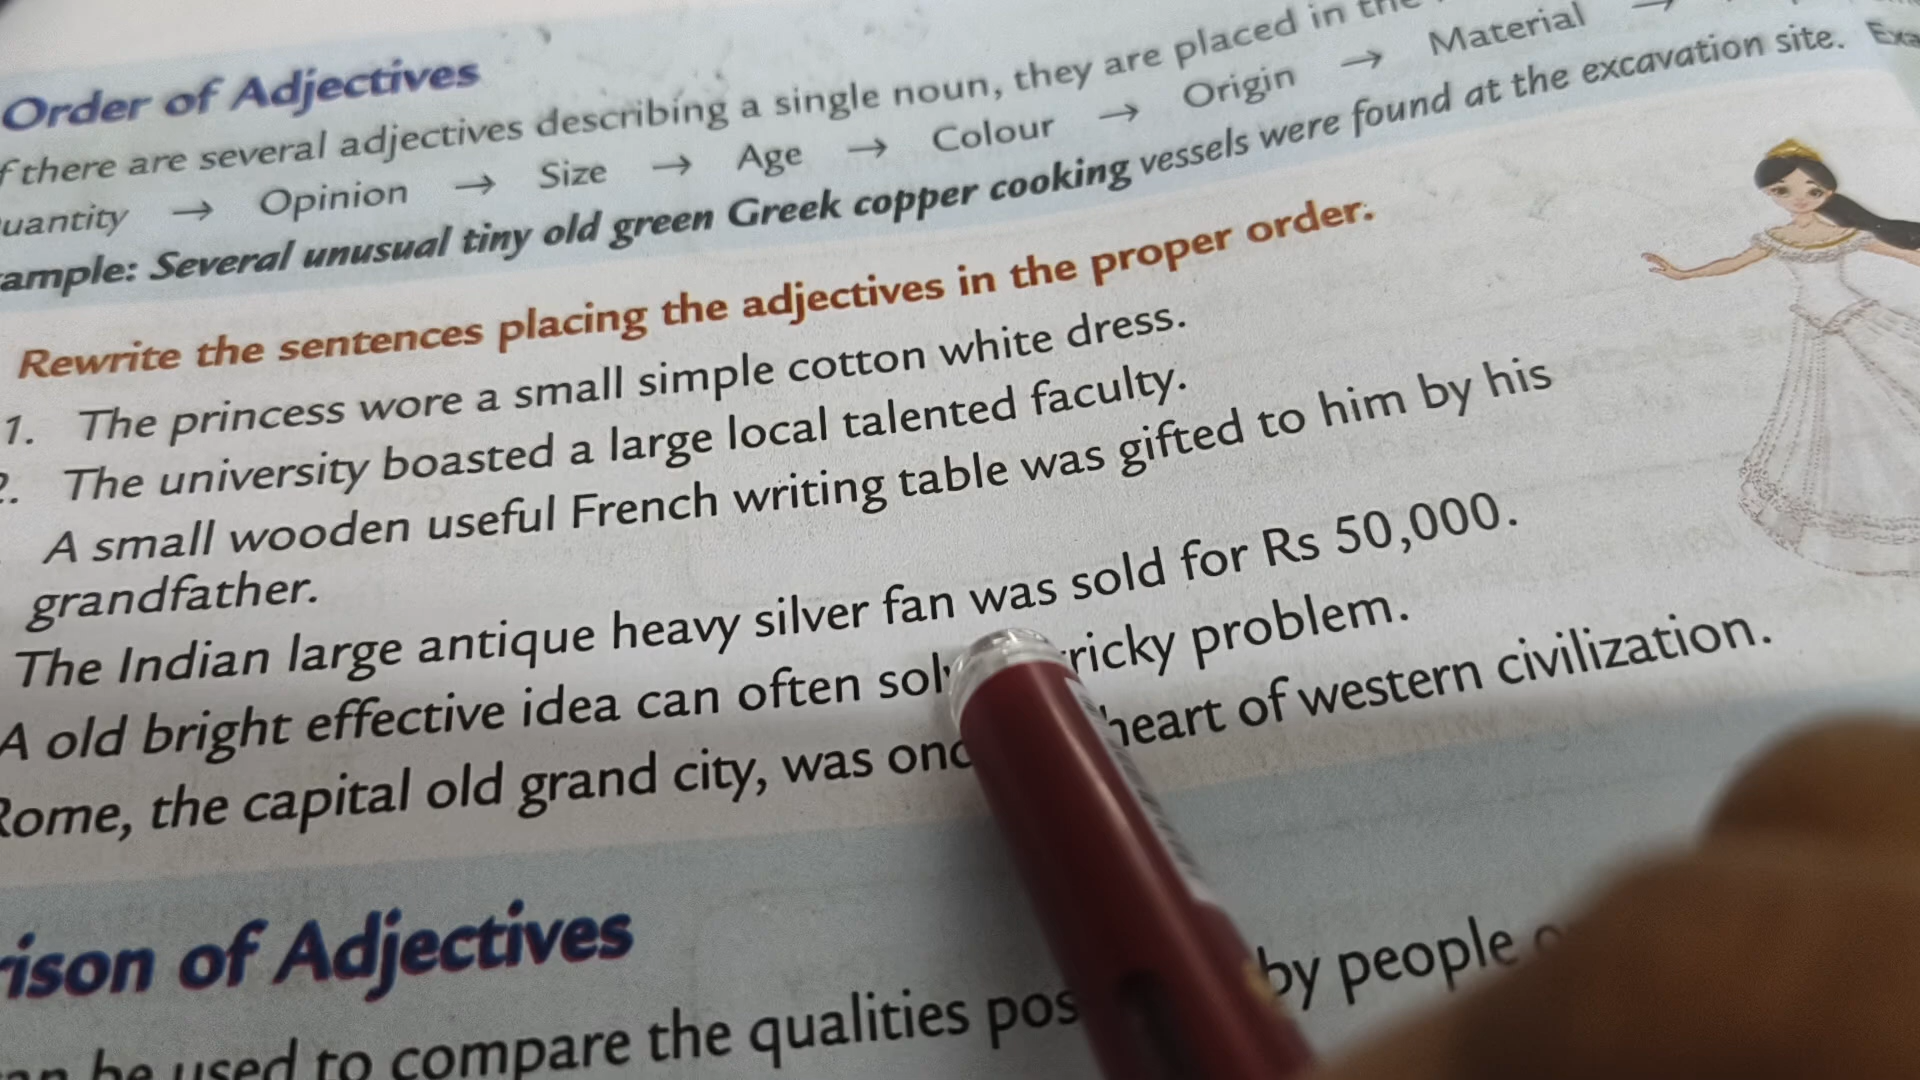 Order of Adjectives
f there are several adjectives describing a single noun, they are placed in the
uantity → Opinion → Size → Age → Colour → Origin → Material →
ample: Several unusual tiny old green Greek copper cooking vessels were found at the excavation site. Exa
Rewrite the sentences placing the adjectives in the proper order.
1. The princess wore a small simple cotton white dress.
2. The university boasted a large local talented faculty.
A small wooden useful French writing table was gifted to him by his
grandfather.
The Indian large antique heavy silver fan was sold for Rs 50,000.
A old bright effective idea can often sol ricky problem.
Rome, the capital old grand city, was onc heart of western civilization.
rison of Adjectives
an be used to compare the qualities pos by people